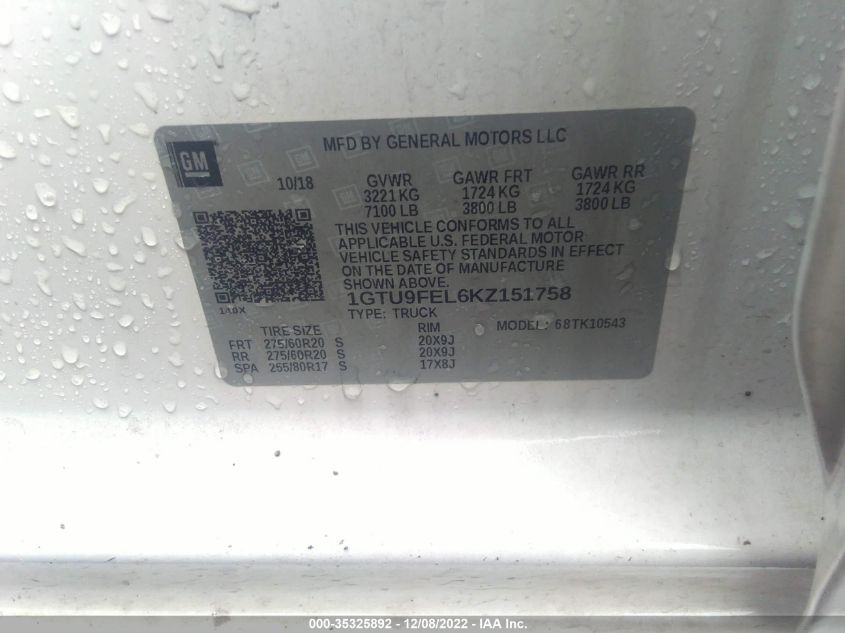 MFD BY GENERAL MOTORS LLC
GM
10/18 GVWR GAWR FRT GAWR RR
3221 KG 1724 KG 1724 KG
7100 LB 3800 LB 3800 LB
THIS VEHICLE CONFORMS TO ALL
APPLICABLE U.S. FEDERAL MOTOR
VEHICLE SAFETY STANDARDS IN EFFECT
ON THE DATE OF MANUFACTURE
SHOWN ABOVE.
1GTU9FEL6KZ151758
TYPE: TRUCK MODEL: 68TK10543
TIRE SIZE RIM
FRT 275/60R20 S 20X9J
RR 275/60R20 S 20X9J
SPA 255/80R17 S 17X8J
000-35325892 - 12/08/2022 - IAA Inc.